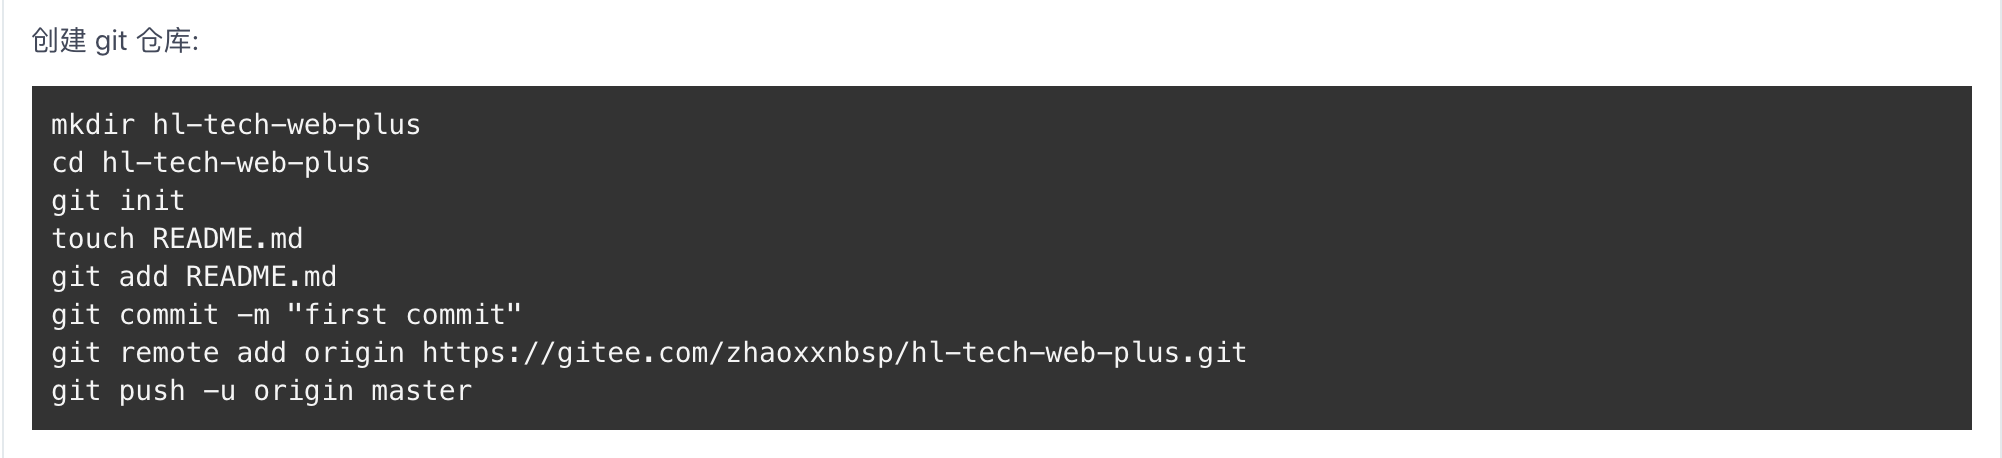 创建 git 仓库:
mkdir hl-tech-web-plus
cd hl-tech-web-plus
git init
touch README.md
git add README.md
git commit -m "first commit"
git remote add origin https://gitee.com/zhaoxxnbsp/hl-tech-web-plus.git
git push -u origin master